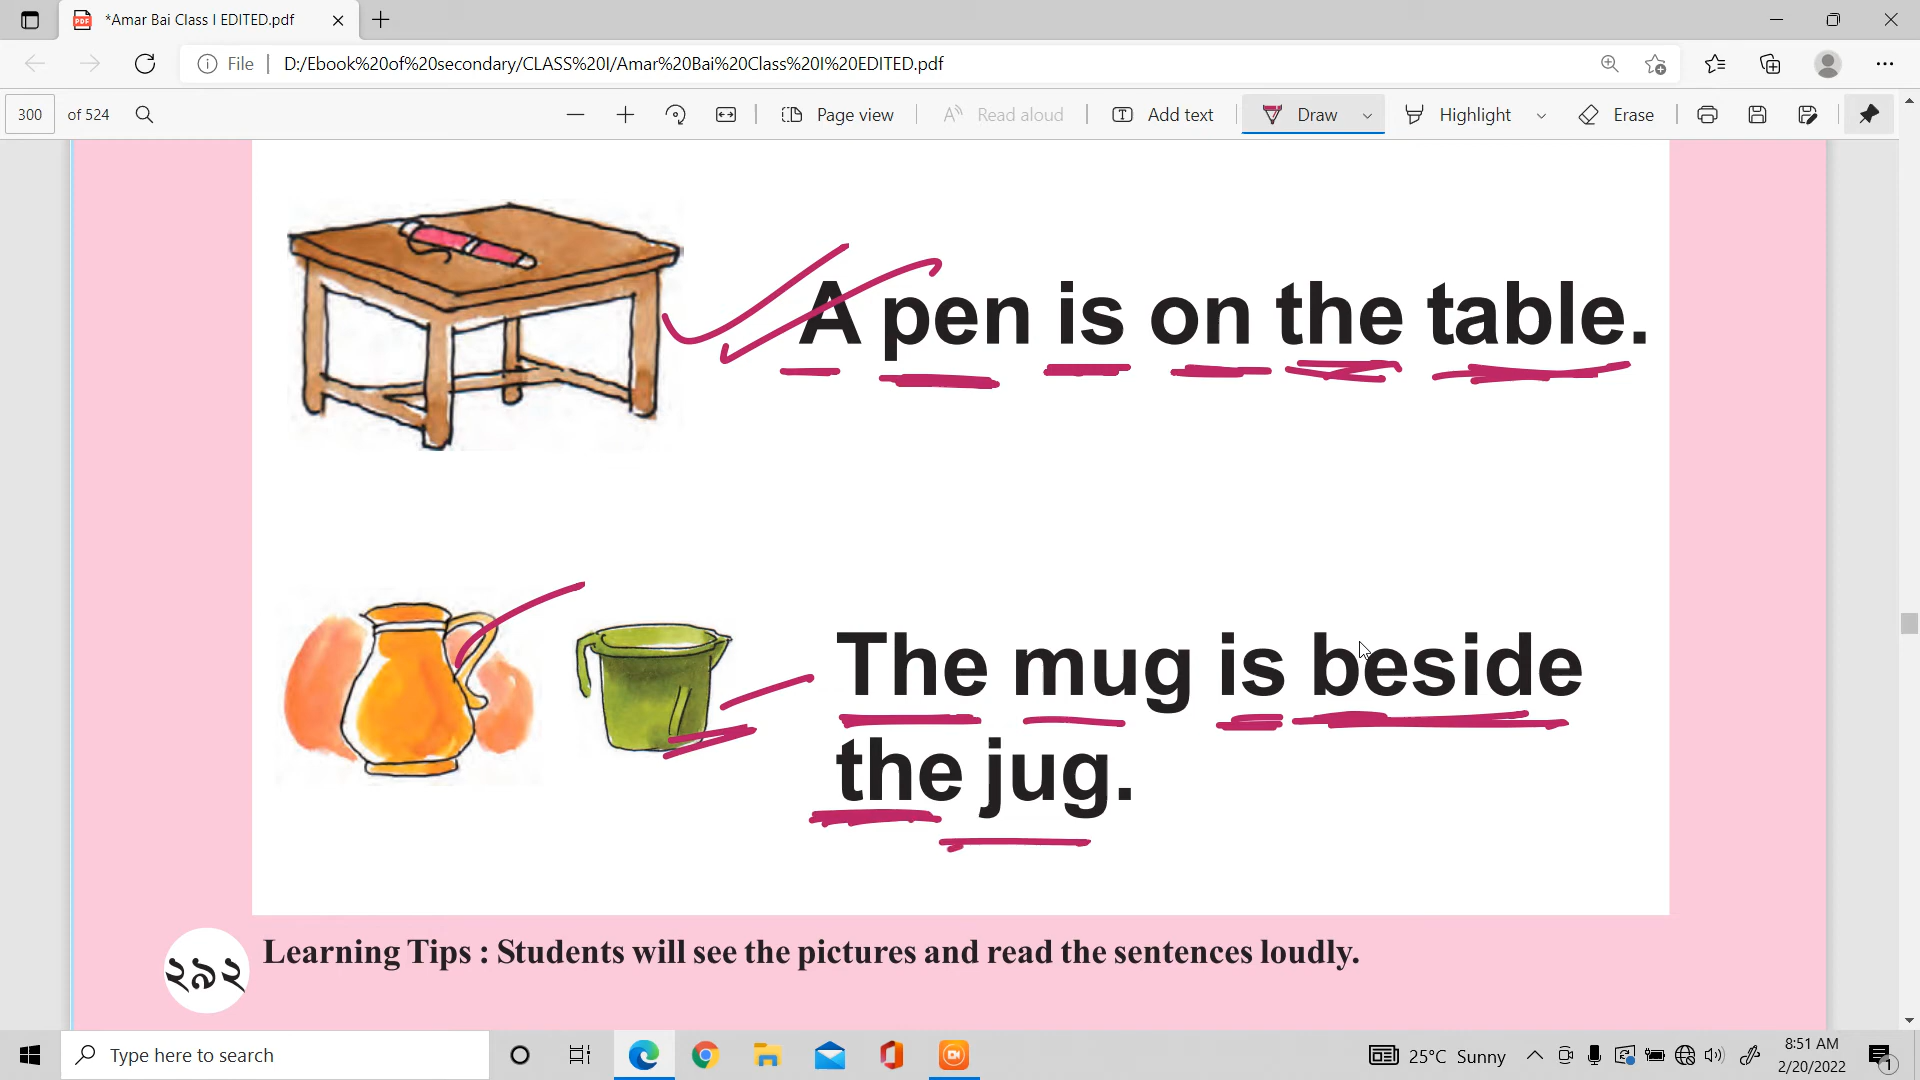 *Amar Bai Class I EDITED.pdf
File
D:/Ebook%20of%20secondary/CLASS%20I/Amar%20Bai%20Class%20I%20EDITED.pdf
300 of 524
Page view
Read aloud
Add text
Draw
Highlight
Erase
A pen is on the table.
The mug is beside
the jug.
২৯২
Learning Tips : Students will see the pictures and read the sentences loudly.
Type here to search
25°C Sunny
8:51 AM
2/20/2022
1